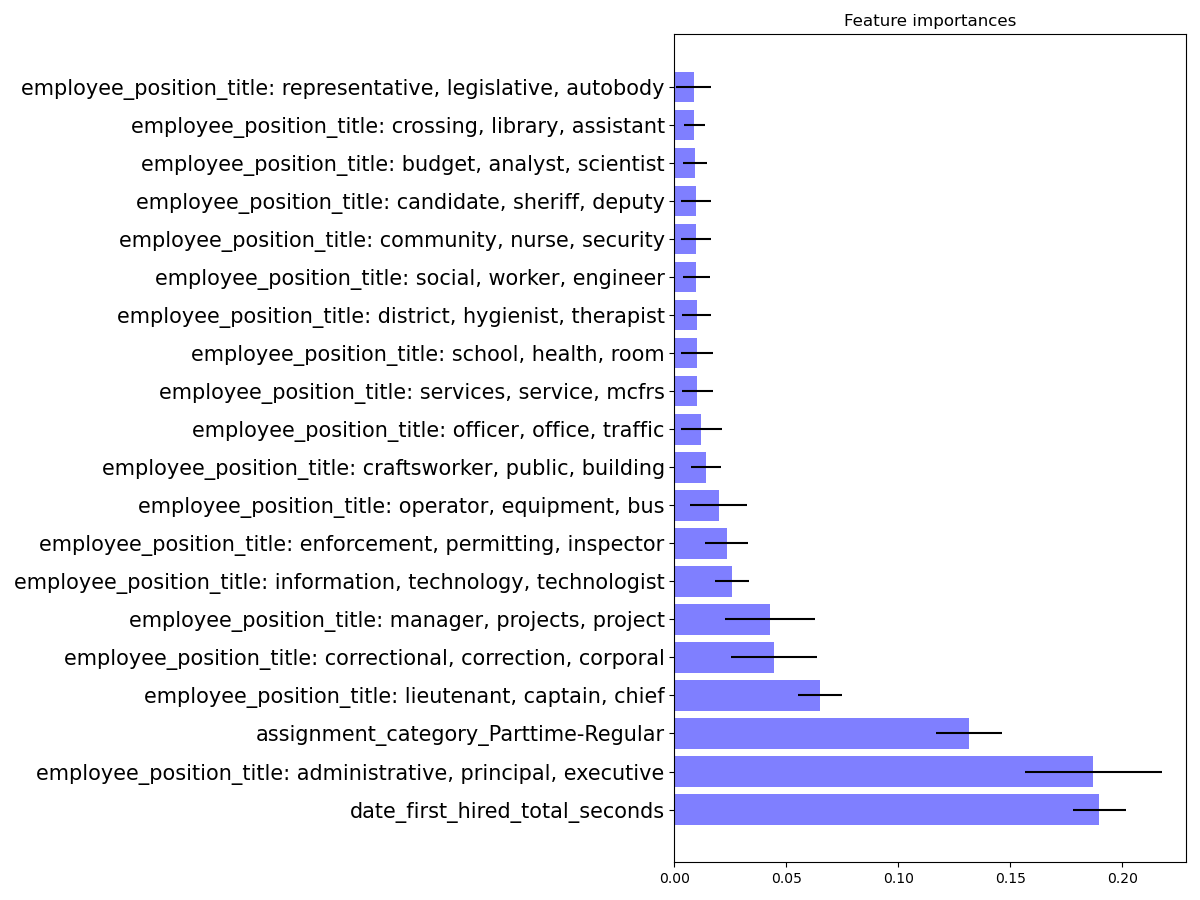 Feature importances
employee_position_title: representative, legislative, autobody
employee_position_title: crossing, library, assistant
employee_position_title: budget, analyst, scientist
employee_position_title: candidate, sheriff, deputy
employee_position_title: community, nurse, security
employee_position_title: social, worker, engineer
employee_position_title: district, hygienist, therapist
employee_position_title: school, health, room
employee_position_title: services, service, mcfrs
employee_position_title: officer, office, traffic
employee_position_title: craftsworker, public, building
employee_position_title: operator, equipment, bus
employee_position_title: enforcement, permitting, inspector
employee_position_title: information, technology, technologist
employee_position_title: manager, projects, project
employee_position_title: correctional, correction, corporal
employee_position_title: lieutenant, captain, chief
assignment_category_Parttime-Regular
employee_position_title: administrative, principal, executive
date_first_hired_total_seconds
0.00 0.05 0.10 0.15 0.20